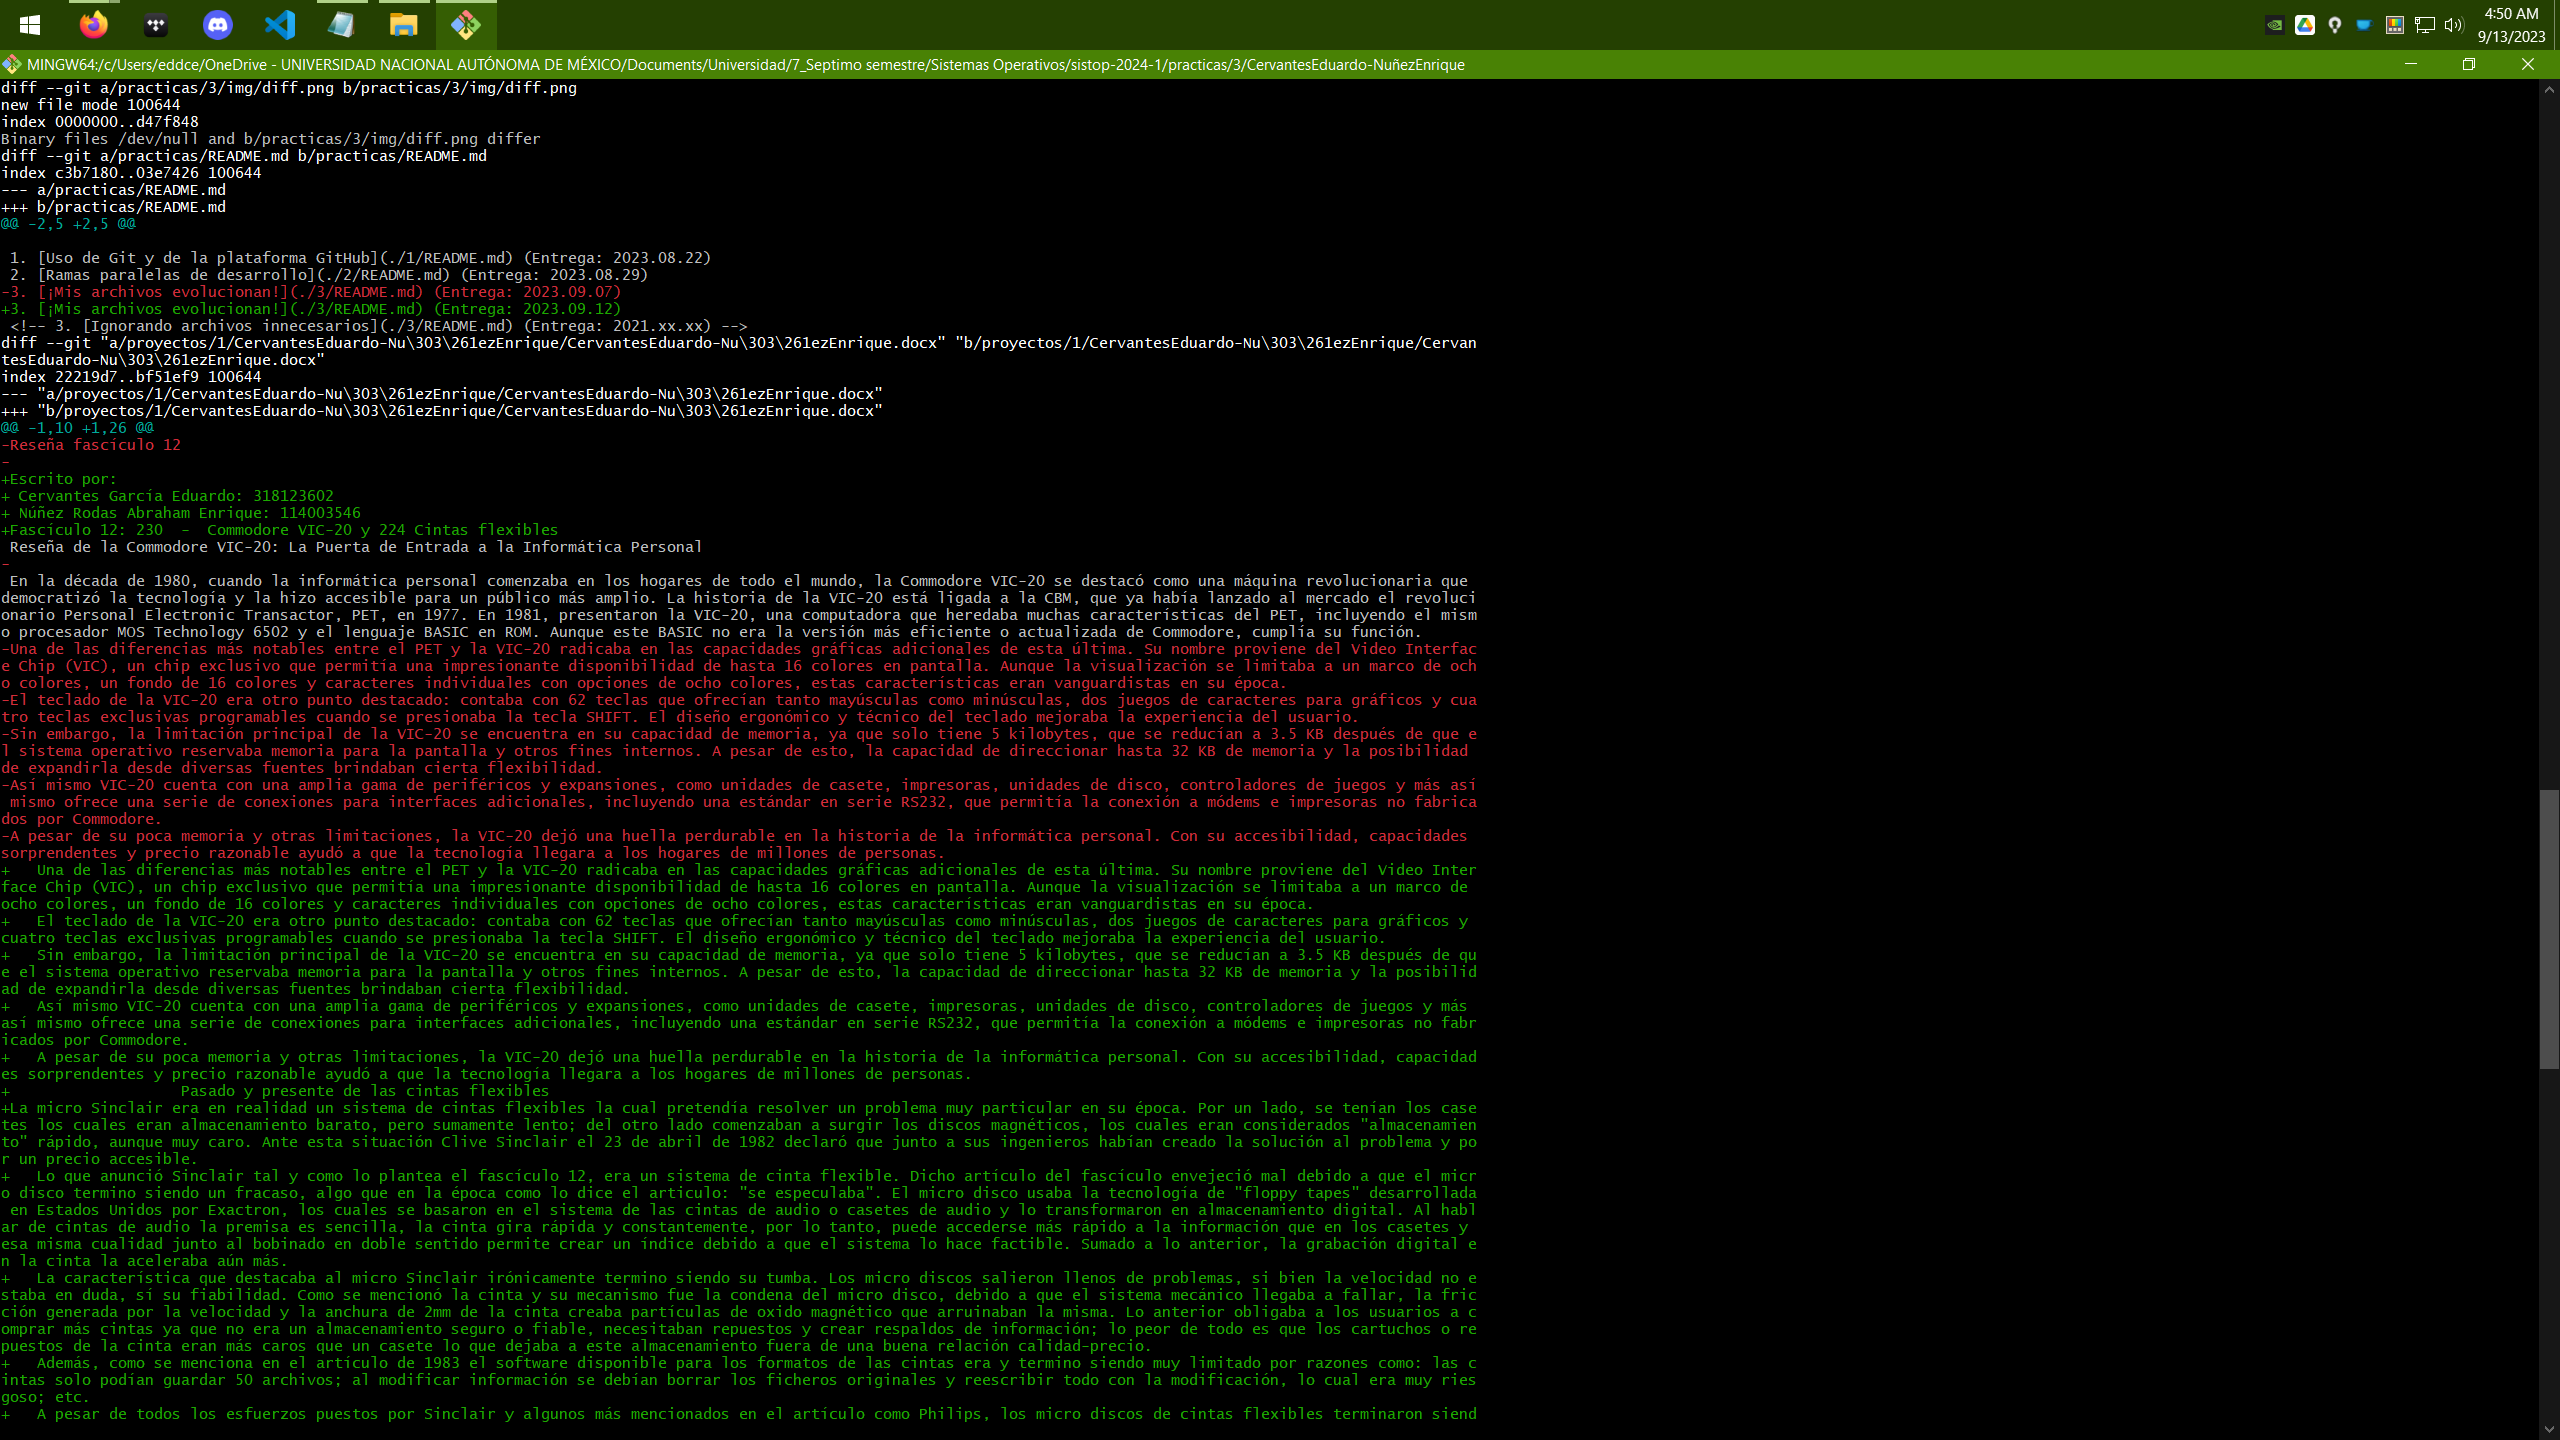 4:50 AM
9/13/2023
MINGW64:/c/Users/eddce/OneDrive - UNIVERSIDAD NACIONAL AUTÓNOMA DE MÉXICO/Documents/Universidad/7_Septimo semestre/Sistemas Operativos/sistop-2024-1/practicas/3/CervantesEduardo-NuñezEnrique
diff --git a/practicas/3/img/diff.png b/practicas/3/img/diff.png
new file mode 100644
index 0000000..d47f848
Binary files /dev/null and b/practicas/3/img/diff.png differ
diff --git a/practicas/README.md b/practicas/README.md
index c3b7180..03e7426 100644
--- a/practicas/README.md
+++ b/practicas/README.md
@@ -2,5 +2,5 @@
 1. [Uso de Git y de la plataforma GitHub](./1/README.md) (Entrega: 2023.08.22)
 2. [Ramas paralelas de desarrollo](./2/README.md) (Entrega: 2023.08.29)
-3. [¡Mis archivos evolucionan!](./3/README.md) (Entrega: 2023.09.07)
+3. [¡Mis archivos evolucionan!](./3/README.md) (Entrega: 2023.09.12)
 <!-- 3. [Ignorando archivos innecesarios](./3/README.md) (Entrega: 2021.xx.xx) -->
diff --git "a/proyectos/1/CervantesEduardo-Nu\303\261ezEnrique/CervantesEduardo-Nu\303\261ezEnrique.docx" "b/proyectos/1/CervantesEduardo-Nu\303\261ezEnrique/Cervan
tesEduardo-Nu\303\261ezEnrique.docx"
index 22219d7..bf51ef9 100644
--- "a/proyectos/1/CervantesEduardo-Nu\303\261ezEnrique/CervantesEduardo-Nu\303\261ezEnrique.docx"
+++ "b/proyectos/1/CervantesEduardo-Nu\303\261ezEnrique/CervantesEduardo-Nu\303\261ezEnrique.docx"
@@ -1,10 +1,26 @@
-Reseña fascículo 12
-
+Escrito por:
+ Cervantes García Eduardo: 318123602
+ Núñez Rodas Abraham Enrique: 114003546
+Fascículo 12: 230  -  Commodore VIC-20 y 224 Cintas flexibles
 Reseña de la Commodore VIC-20: La Puerta de Entrada a la Informática Personal
-
 En la década de 1980, cuando la informática personal comenzaba en los hogares de todo el mundo, la Commodore VIC-20 se destacó como una máquina revolucionaria que
democratizó la tecnología y la hizo accesible para un público más amplio. La historia de la VIC-20 está ligada a la CBM, que ya había lanzado al mercado el revoluci
onario Personal Electronic Transactor, PET, en 1977. En 1981, presentaron la VIC-20, una computadora que heredaba muchas características del PET, incluyendo el mism
o procesador MOS Technology 6502 y el lenguaje BASIC en ROM. Aunque este BASIC no era la versión más eficiente o actualizada de Commodore, cumplía su función.
-Una de las diferencias más notables entre el PET y la VIC-20 radicaba en las capacidades gráficas adicionales de esta última. Su nombre proviene del Video Interfac
e Chip (VIC), un chip exclusivo que permitía una impresionante disponibilidad de hasta 16 colores en pantalla. Aunque la visualización se limitaba a un marco de och
o colores, un fondo de 16 colores y caracteres individuales con opciones de ocho colores, estas características eran vanguardistas en su época.
-El teclado de la VIC-20 era otro punto destacado: contaba con 62 teclas que ofrecían tanto mayúsculas como minúsculas, dos juegos de caracteres para gráficos y cua
tro teclas exclusivas programables cuando se presionaba la tecla SHIFT. El diseño ergonómico y técnico del teclado mejoraba la experiencia del usuario.
-Sin embargo, la limitación principal de la VIC-20 se encuentra en su capacidad de memoria, ya que solo tiene 5 kilobytes, que se reducían a 3.5 KB después de que e
l sistema operativo reservaba memoria para la pantalla y otros fines internos. A pesar de esto, la capacidad de direccionar hasta 32 KB de memoria y la posibilidad
de expandirla desde diversas fuentes brindaban cierta flexibilidad.
-Así mismo VIC-20 cuenta con una amplia gama de periféricos y expansiones, como unidades de casete, impresoras, unidades de disco, controladores de juegos y más así
 mismo ofrece una serie de conexiones para interfaces adicionales, incluyendo una estándar en serie RS232, que permitía la conexión a módems e impresoras no fabrica
dos por Commodore.
-A pesar de su poca memoria y otras limitaciones, la VIC-20 dejó una huella perdurable en la historia de la informática personal. Con su accesibilidad, capacidades
sorprendentes y precio razonable ayudó a que la tecnología llegara a los hogares de millones de personas.
+   Una de las diferencias más notables entre el PET y la VIC-20 radicaba en las capacidades gráficas adicionales de esta última. Su nombre proviene del Video Inter
face Chip (VIC), un chip exclusivo que permitía una impresionante disponibilidad de hasta 16 colores en pantalla. Aunque la visualización se limitaba a un marco de
ocho colores, un fondo de 16 colores y caracteres individuales con opciones de ocho colores, estas características eran vanguardistas en su época.
+   El teclado de la VIC-20 era otro punto destacado: contaba con 62 teclas que ofrecían tanto mayúsculas como minúsculas, dos juegos de caracteres para gráficos y
cuatro teclas exclusivas programables cuando se presionaba la tecla SHIFT. El diseño ergonómico y técnico del teclado mejoraba la experiencia del usuario.
+   Sin embargo, la limitación principal de la VIC-20 se encuentra en su capacidad de memoria, ya que solo tiene 5 kilobytes, que se reducían a 3.5 KB después de qu
e el sistema operativo reservaba memoria para la pantalla y otros fines internos. A pesar de esto, la capacidad de direccionar hasta 32 KB de memoria y la posibilid
ad de expandirla desde diversas fuentes brindaban cierta flexibilidad.
+   Así mismo VIC-20 cuenta con una amplia gama de periféricos y expansiones, como unidades de casete, impresoras, unidades de disco, controladores de juegos y más
así mismo ofrece una serie de conexiones para interfaces adicionales, incluyendo una estándar en serie RS232, que permitía la conexión a módems e impresoras no fabr
icados por Commodore.
+   A pesar de su poca memoria y otras limitaciones, la VIC-20 dejó una huella perdurable en la historia de la informática personal. Con su accesibilidad, capacidad
es sorprendentes y precio razonable ayudó a que la tecnología llegara a los hogares de millones de personas.
+                   Pasado y presente de las cintas flexibles
+La micro Sinclair era en realidad un sistema de cintas flexibles la cual pretendía resolver un problema muy particular en su época. Por un lado, se tenían los case
tes los cuales eran almacenamiento barato, pero sumamente lento; del otro lado comenzaban a surgir los discos magnéticos, los cuales eran considerados "almacenamien
to" rápido, aunque muy caro. Ante esta situación Clive Sinclair el 23 de abril de 1982 declaró que junto a sus ingenieros habían creado la solución al problema y po
r un precio accesible.
+   Lo que anunció Sinclair tal y como lo plantea el fascículo 12, era un sistema de cinta flexible. Dicho artículo del fascículo envejeció mal debido a que el micr
o disco termino siendo un fracaso, algo que en la época como lo dice el articulo: "se especulaba". El micro disco usaba la tecnología de "floppy tapes" desarrollada
 en Estados Unidos por Exactron, los cuales se basaron en el sistema de las cintas de audio o casetes de audio y lo transformaron en almacenamiento digital. Al habl
ar de cintas de audio la premisa es sencilla, la cinta gira rápida y constantemente, por lo tanto, puede accederse más rápido a la información que en los casetes y
esa misma cualidad junto al bobinado en doble sentido permite crear un índice debido a que el sistema lo hace factible. Sumado a lo anterior, la grabación digital e
n la cinta la aceleraba aún más.
+   La característica que destacaba al micro Sinclair irónicamente termino siendo su tumba. Los micro discos salieron llenos de problemas, si bien la velocidad no e
staba en duda, sí su fiabilidad. Como se mencionó la cinta y su mecanismo fue la condena del micro disco, debido a que el sistema mecánico llegaba a fallar, la fric
ción generada por la velocidad y la anchura de 2mm de la cinta creaba partículas de oxido magnético que arruinaban la misma. Lo anterior obligaba a los usuarios a c
omprar más cintas ya que no era un almacenamiento seguro o fiable, necesitaban repuestos y crear respaldos de información; lo peor de todo es que los cartuchos o re
puestos de la cinta eran más caros que un casete lo que dejaba a este almacenamiento fuera de una buena relación calidad-precio.
+   Además, como se menciona en el artículo de 1983 el software disponible para los formatos de las cintas era y termino siendo muy limitado por razones como: las c
intas solo podían guardar 50 archivos; al modificar información se debían borrar los ficheros originales y reescribir todo con la modificación, lo cual era muy ries
goso; etc.
+   A pesar de todos los esfuerzos puestos por Sinclair y algunos más mencionados en el artículo como Philips, los micro discos de cintas flexibles terminaron siend